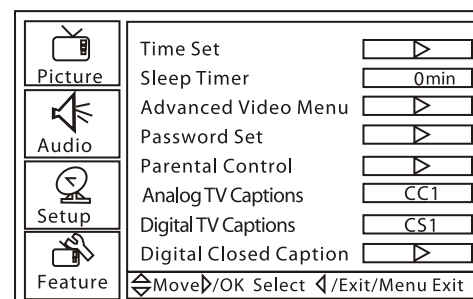 Picture
Audio
Setup
Feature
Time Set
Sleep Timer 0min
Advanced Video Menu
Password Set
Parental Control
Analog TV Captions CC1
Digital TV Captions CS1
Digital Closed Caption
Move /OK Select /Exit/Menu Exit